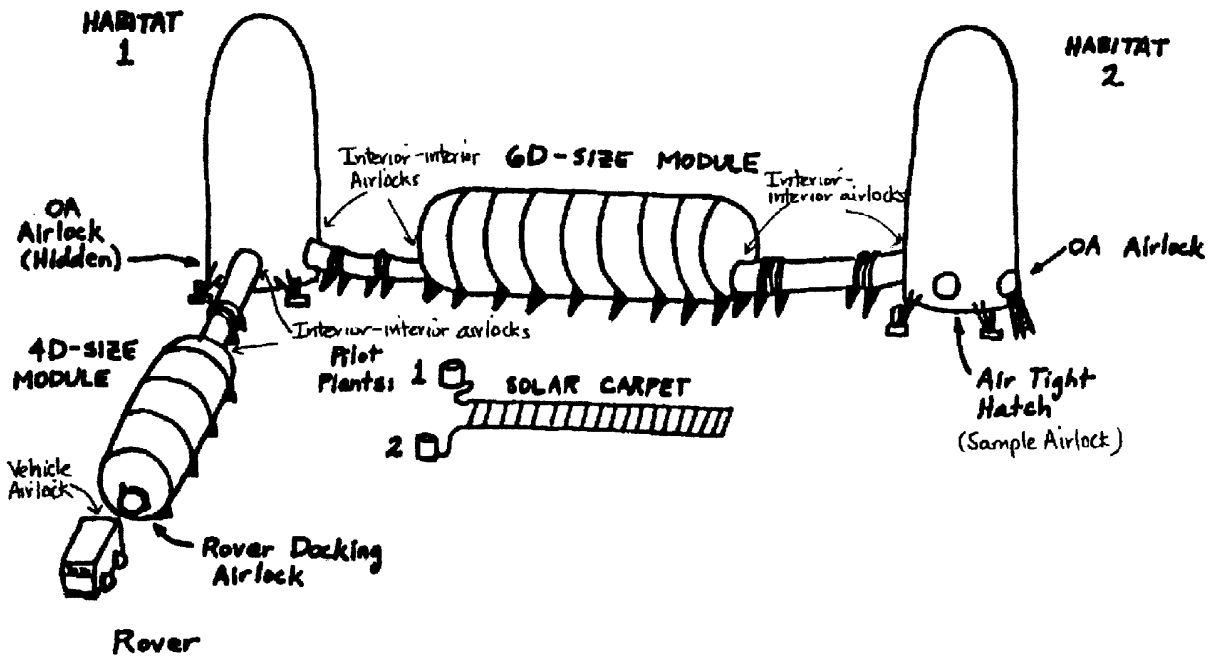 HABITAT
1
HABITAT
2
Interior-interior
Airlocks
6D-SIZE MODULE
Interior-
interior airlocks
OA
Airlock
(Hidden)
OA Airlock
Interior-interior airlocks
4D-SIZE
MODULE
Pilot
Plants:
1
SOLAR CARPET
2
Air Tight
Hatch
(Sample Airlock)
Vehicle
Airlock
Rover Docking
Airlock
Rover